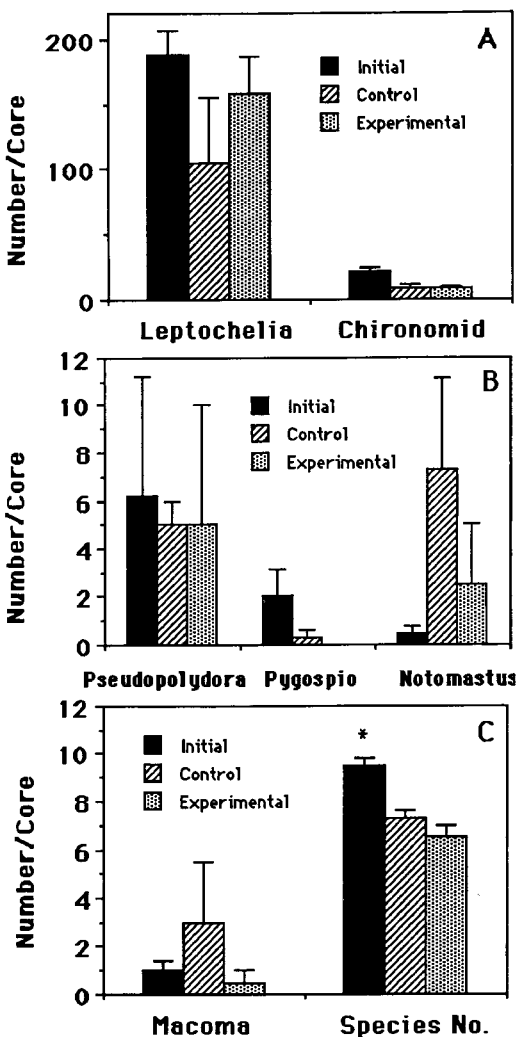 A
200
100
0
Number/Core
Initial
Control
Experimental
Leptochelia Chironomid
B
12
10
8
6
4
2
0
Number/Core
Initial
Control
Experimental
Pseudopolydora Pygospio Notomastus
C
12
10
8
6
4
2
0
Number/Core
Initial
Control
Experimental
*
Macoma Species No.